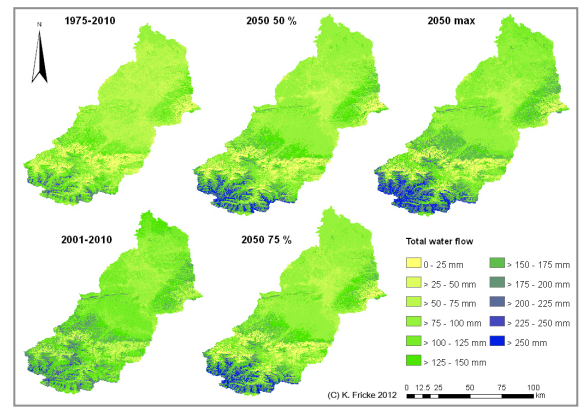 1975-2010
2050 50 %
2050 max
N
2001-2010
2050 75 %
Total water flow
0 - 25 mm
> 25 - 50 mm
> 50 - 75 mm
> 75 - 100 mm
> 100 - 125 mm
> 125 - 150 mm
> 150 - 175 mm
> 175 - 200 mm
> 200 - 225 mm
> 225 - 250 mm
> 250 mm
(C) K. Fricke 2012
0 12.5 25 50 75 100
km